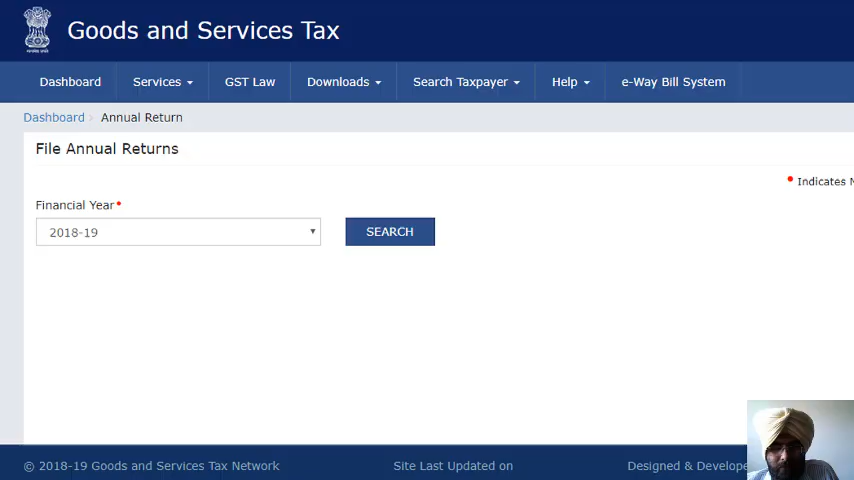 Goods and Services Tax
Dashboard Services GST Law Downloads Search Taxpayer Help e-Way Bill System
Dashboard Annual Return
File Annual Returns
• Indicates
Financial Year•
2018-19 SEARCH
© 2018-19 Goods and Services Tax Network Site Last Updated on Designed & Develope